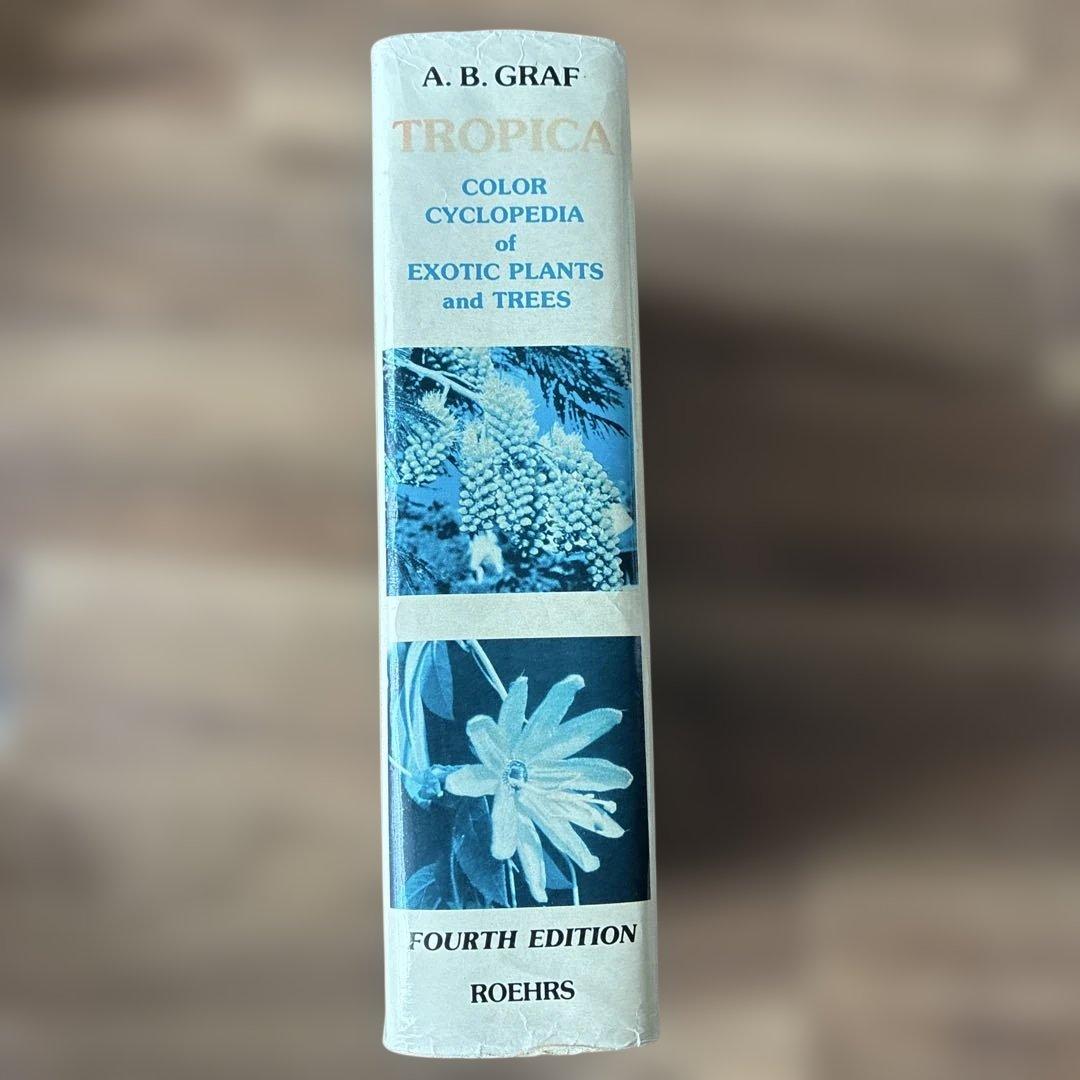 A. B. GRAF
TROPICA
COLOR
CYCLOPEDIA
of
EXOTIC PLANTS
and TREES
FOURTH EDITION
ROEHRS